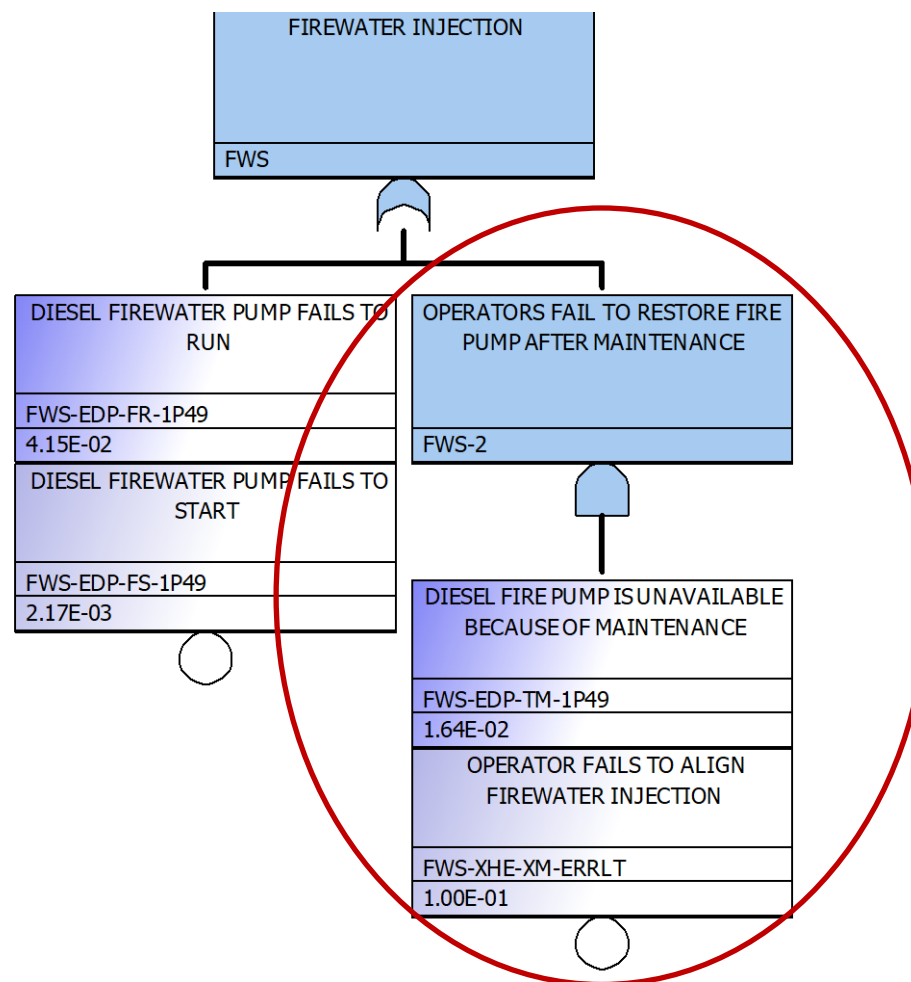 FIREWATER INJECTION
FWS
DIESEL FIREWATER PUMP FAILS TO
RUN
FWS-EDP-FR-1P49
4.15E-02
DIESEL FIREWATER PUMP FAILS TO
START
FWS-EDP-FS-1P49
2.17E-03
OPERATORS FAIL TO RESTORE FIRE
PUMP AFTER MAINTENANCE
FWS-2
DIESEL FIRE PUMP IS UNAVAILABLE
BECAUSE OF MAINTENANCE
FWS-EDP-TM-1P49
1.64E-02
OPERATOR FAILS TO ALIGN
FIREWATER INJECTION
FWS-XHE-XM-ERRLT
1.00E-01